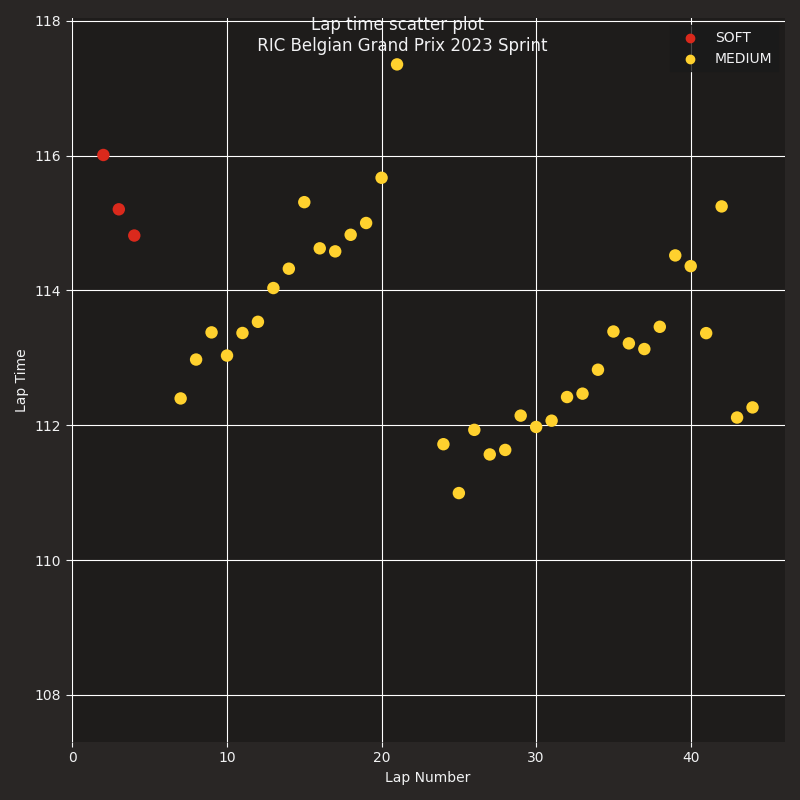 Lap time scatter plot
RIC Belgian Grand Prix 2023 Sprint
SOFT
MEDIUM
118
116
114
112
110
108
Lap Time
0
10
20
30
40
Lap Number